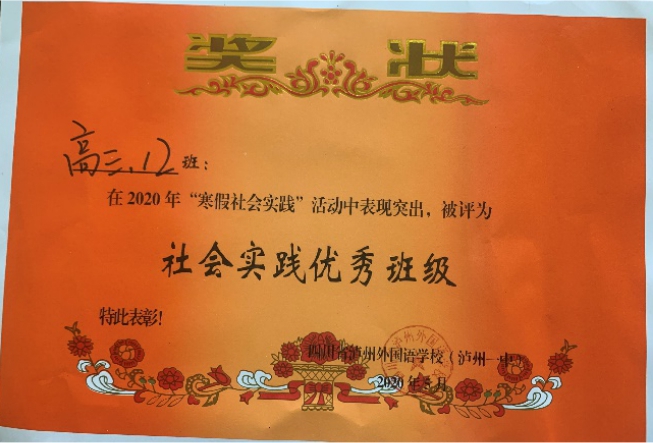 奖状
高三.12班：
在2020年“寒假社会实践”活动中表现突出，被评为
社会实践优秀班级
特此表彰!
四川省泸州外国语学校（泸州一中）
2020年5月